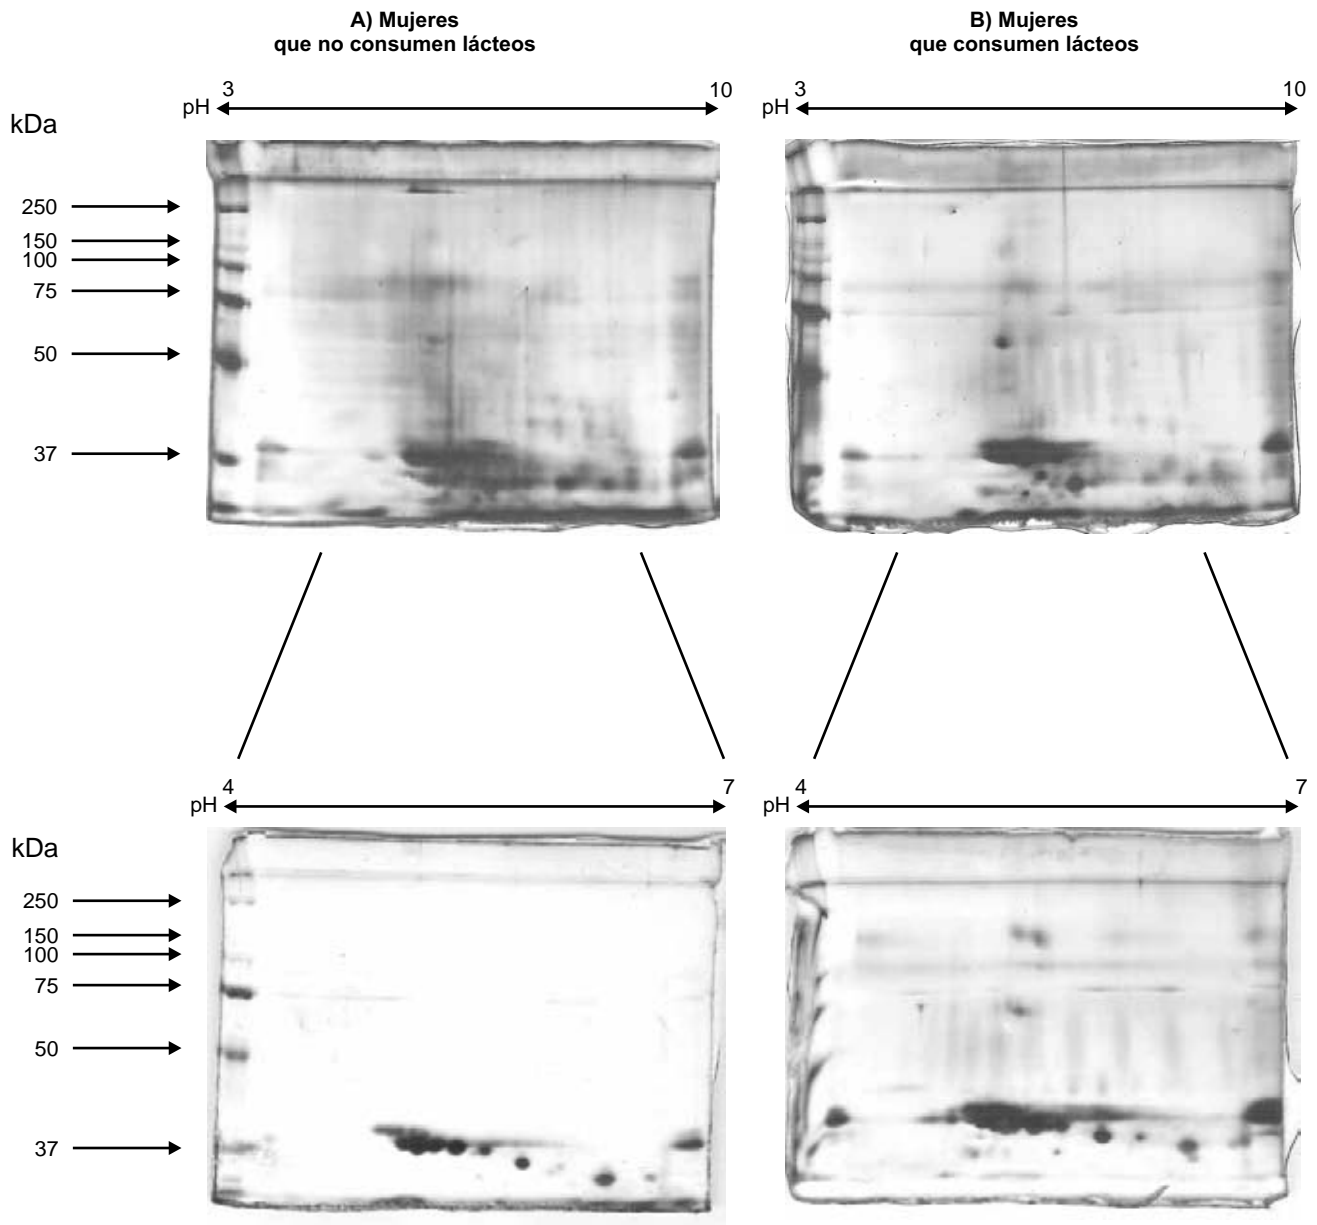 A) Mujeres
que no consumen lácteos
B) Mujeres
que consumen lácteos
3 10
pH
3 10
pH
kDa
250
150
100
75
50
37
4 7
pH
4 7
pH
kDa
250
150
100
75
50
37